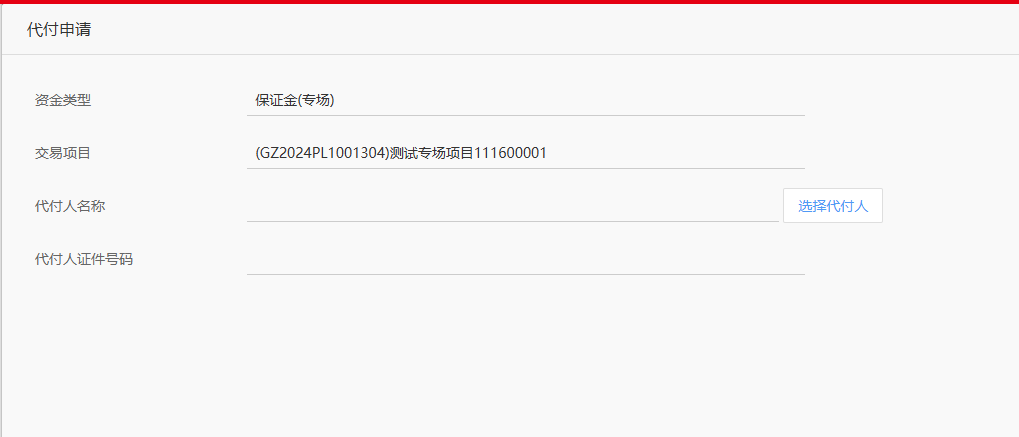 代付申请
资金类型 保证金(专场)
交易项目 (GZ2024PL1001304)测试专场项目111600001
代付人名称 选择代付人
代付人证件号码